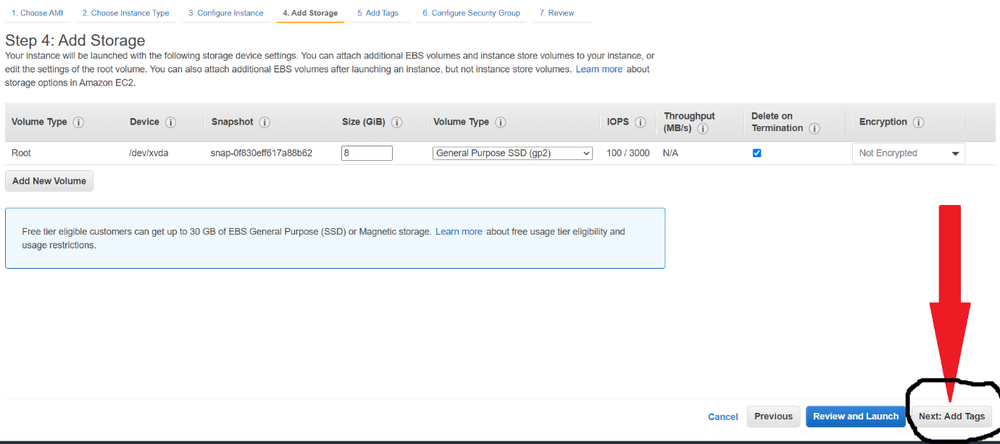 1. Choose AMI 2. Choose Instance Type 3. Configure Instance 4. Add Storage 5. Add Tags 6. Configure Security Group 7. Review
Step 4: Add Storage
Your instance will be launched with the following storage device settings. You can attach additional EBS volumes and instance store volumes to your instance, or
edit the settings of the root volume. You can also attach additional EBS volumes after launching an instance, but not instance store volumes. Learn more about
storage options in Amazon EC2.
Volume Type i Device i Snapshot i Size (GiB) i Volume Type i IOPS i Throughput (MB/s) i Delete on Termination i Encryption i
Root /dev/xvda snap-0f830eff617a88b62 8 General Purpose SSD (gp2) 100 / 3000 N/A Not Encrypted
Add New Volume
Free tier eligible customers can get up to 30 GB of EBS General Purpose (SSD) or Magnetic storage. Learn more about free usage tier eligibility and
usage restrictions.
Cancel Previous Review and Launch Next: Add Tags